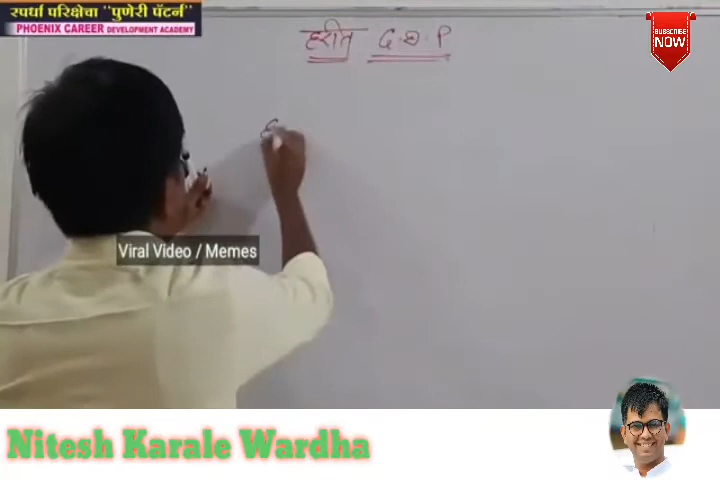 स्पर्धा परिक्षेचा "पुणेरी पॅटर्न"
PHOENIX CAREER DEVELOPMENT ACADEMY
SUBSCRIBE
NOW
हरीत G.D.P
Viral Video / Memes
Nitesh Karale Wardha